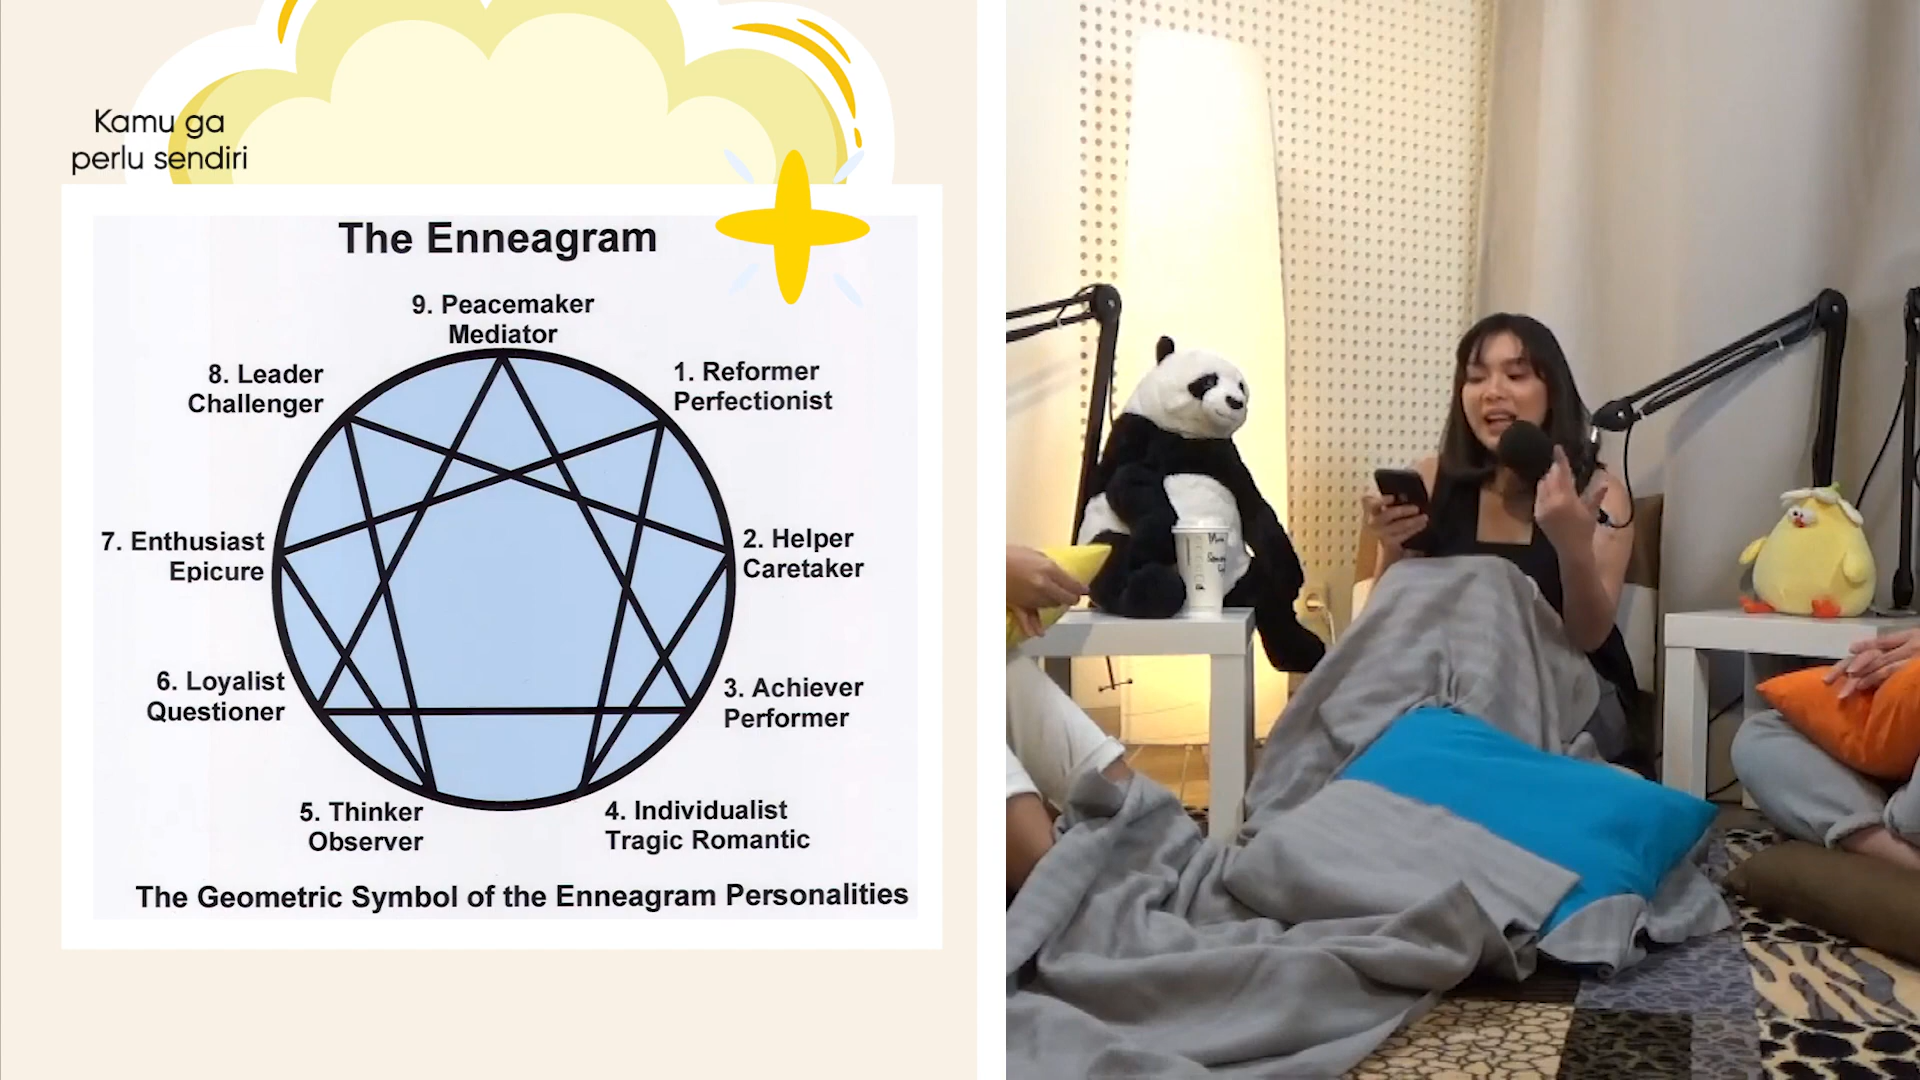 Kamu ga
perlu sendiri
The Enneagram
9. Peacemaker
Mediator
8. Leader
Challenger
1. Reformer
Perfectionist
7. Enthusiast
Epicure
2. Helper
Caretaker
6. Loyalist
Questioner
3. Achiever
Performer
5. Thinker
Observer
4. Individualist
Tragic Romantic
The Geometric Symbol of the Enneagram Personalities